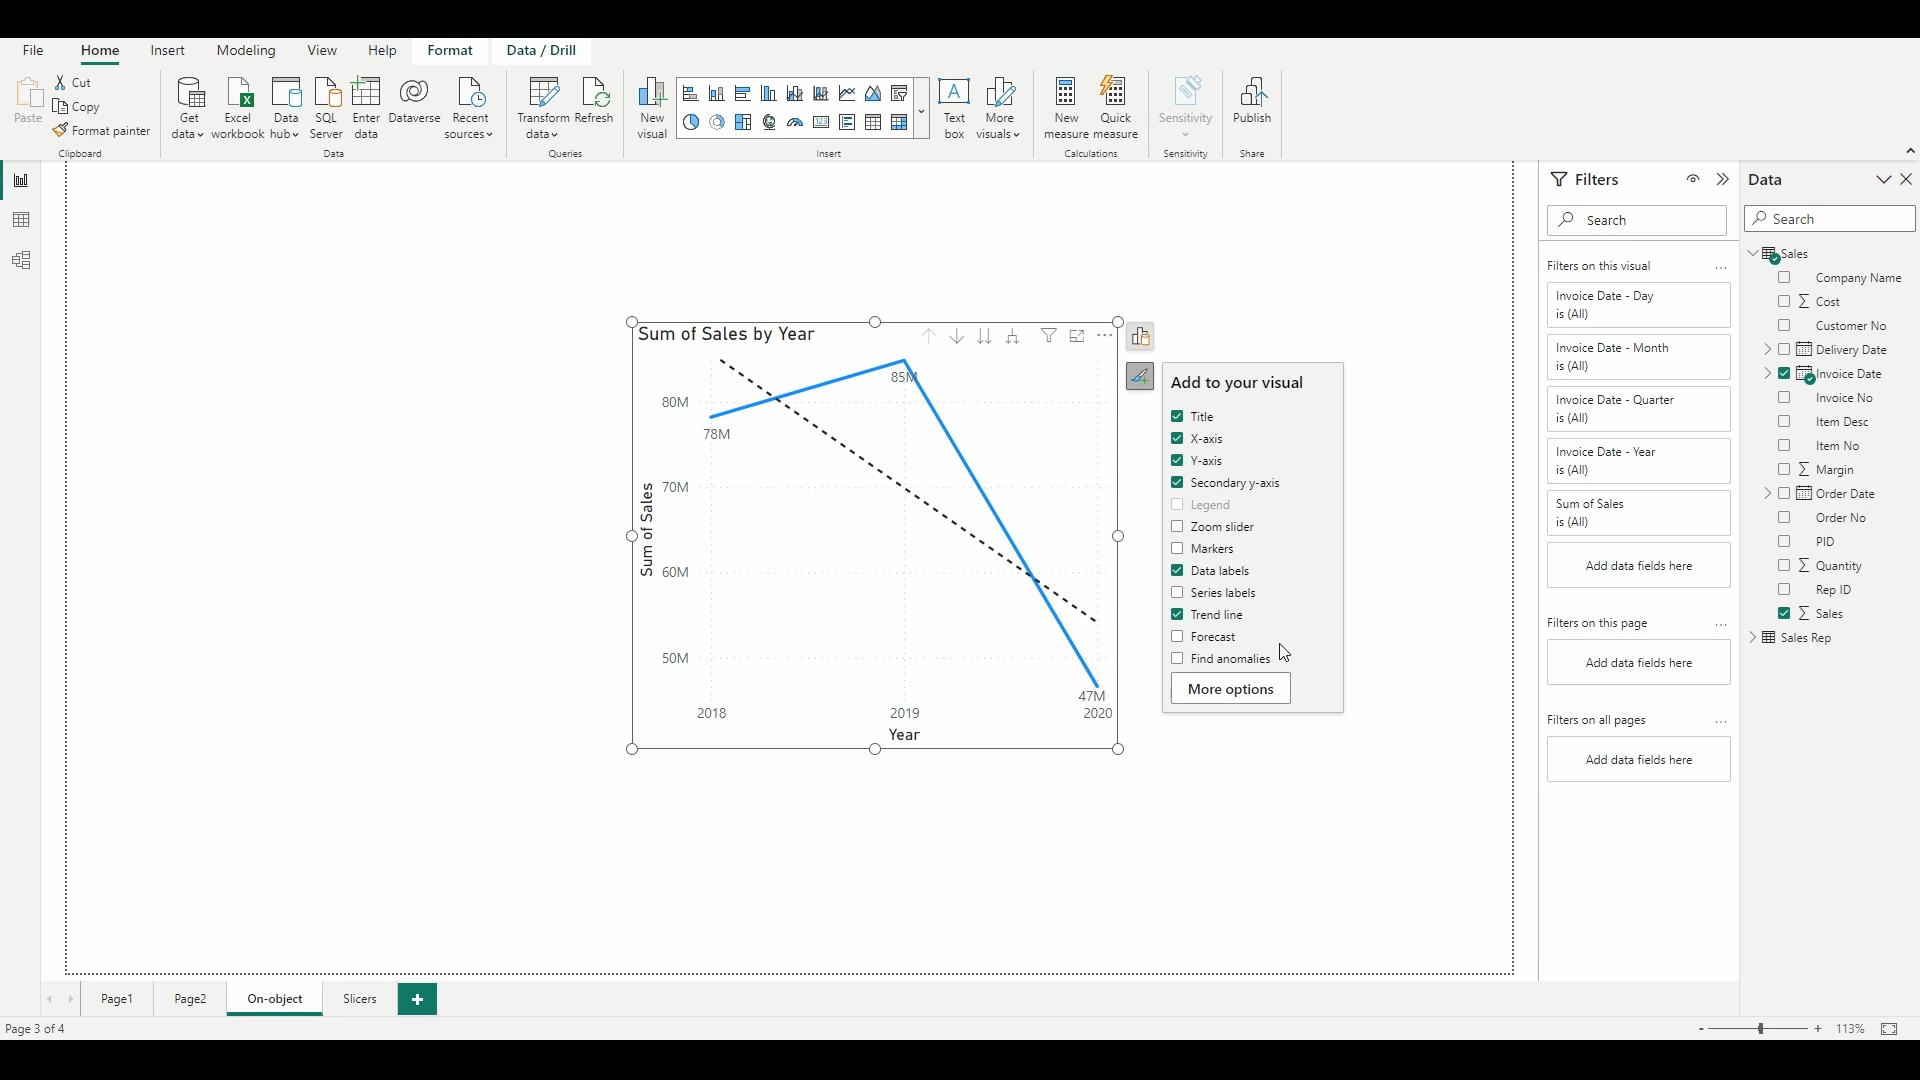 File Home Insert Modeling View Help Format Data / Drill
Paste
Cut
Copy
Format painter
Clipboard
Get data
Excel workbook
Data hub
SQL Server
Enter data
Dataverse
Recent sources
Data
Transform data
Refresh
Queries
New visual
Text box
More visuals
Insert
New measure
Quick measure
Calculations
Sensitivity
Sensitivity
Publish
Share
Sum of Sales by Year
85M
80M
78M
70M
60M
50M
47M
2018 2019 2020
Sum of Sales
Year
Add to your visual
Title
X-axis
Y-axis
Secondary y-axis
Legend
Zoom slider
Markers
Data labels
Series labels
Trend line
Forecast
Find anomalies
More options
Filters
Search
Filters on this visual ...
Invoice Date - Day
is (All)
Invoice Date - Month
is (All)
Invoice Date - Quarter
is (All)
Invoice Date - Year
is (All)
Sum of Sales
is (All)
Add data fields here
Filters on this page ...
Add data fields here
Filters on all pages ...
Add data fields here
Data
Search
Sales
Company Name
Σ Cost
Customer No
Delivery Date
Invoice Date
Invoice No
Item Desc
Item No
Σ Margin
Order Date
Order No
PID
Σ Quantity
Rep ID
Σ Sales
Sales Rep
Page1 Page2 On-object Slicers +
Page 3 of 4
- + 113%